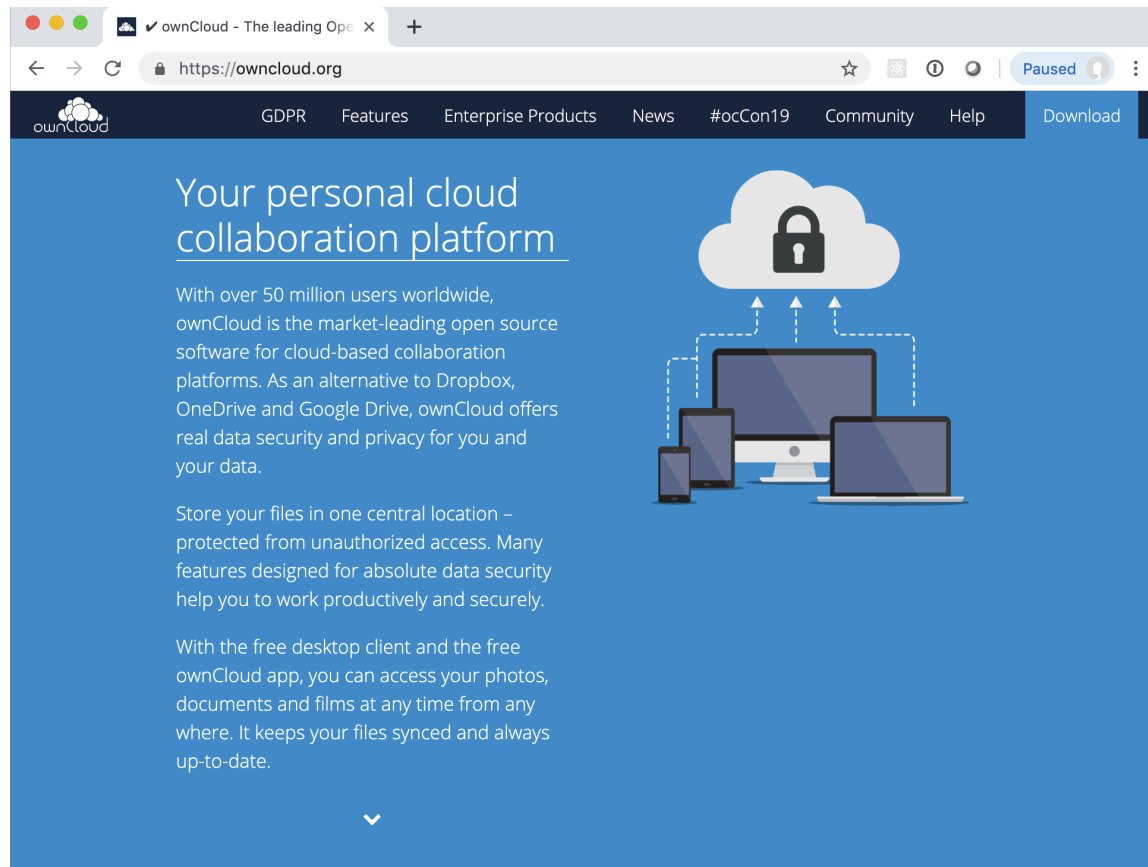 ✔ ownCloud - The leading Ope
https://owncloud.org
Paused
ownCloud
GDPR Features Enterprise Products News #ocCon19 Community Help Download
Your personal cloud
collaboration platform
With over 50 million users worldwide,
ownCloud is the market-leading open source
software for cloud-based collaboration
platforms. As an alternative to Dropbox,
OneDrive and Google Drive, ownCloud offers
real data security and privacy for you and
your data.
Store your files in one central location –
protected from unauthorized access. Many
features designed for absolute data security
help you to work productively and securely.
With the free desktop client and the free
ownCloud app, you can access your photos,
documents and films at any time from any
where. It keeps your files synced and always
up-to-date.